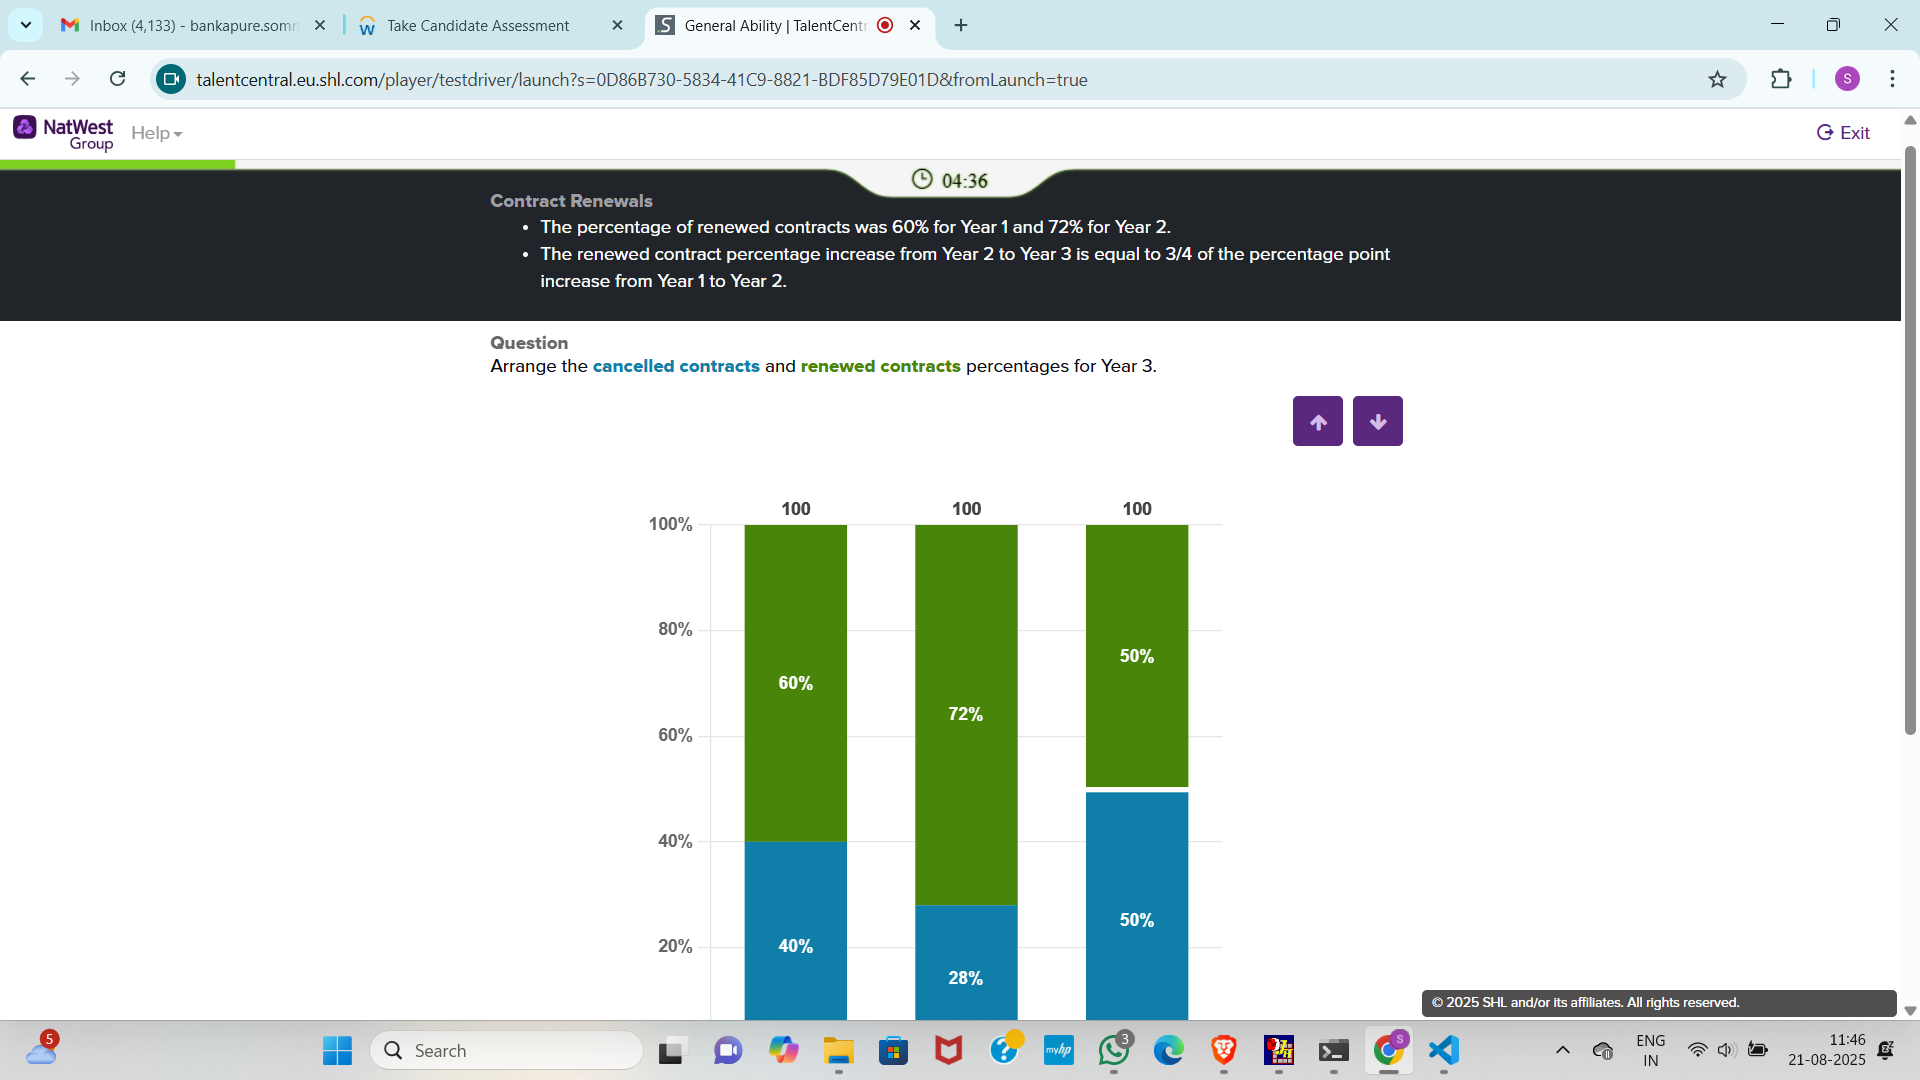 Inbox (4,133) - bankapure.somn
Take Candidate Assessment
General Ability | TalentCentr
talentcentral.eu.shl.com/player/testdriver/launch?s=0D86B730-5834-41C9-8821-BDF85D79E01D&fromLaunch=true
S
NatWest
Group
Help
Exit
04:36
Contract Renewals
• The percentage of renewed contracts was 60% for Year 1 and 72% for Year 2.
• The renewed contract percentage increase from Year 2 to Year 3 is equal to 3/4 of the percentage point
increase from Year 1 to Year 2.
Question
Arrange the cancelled contracts and renewed contracts percentages for Year 3.
100 100 100
100%
80%
60%
40%
20%
60% 72% 50%
40% 28% 50%
© 2025 SHL and/or its affiliates. All rights reserved.
5
Search
myhp
3
S
ENG
IN
11:46
21-08-2025